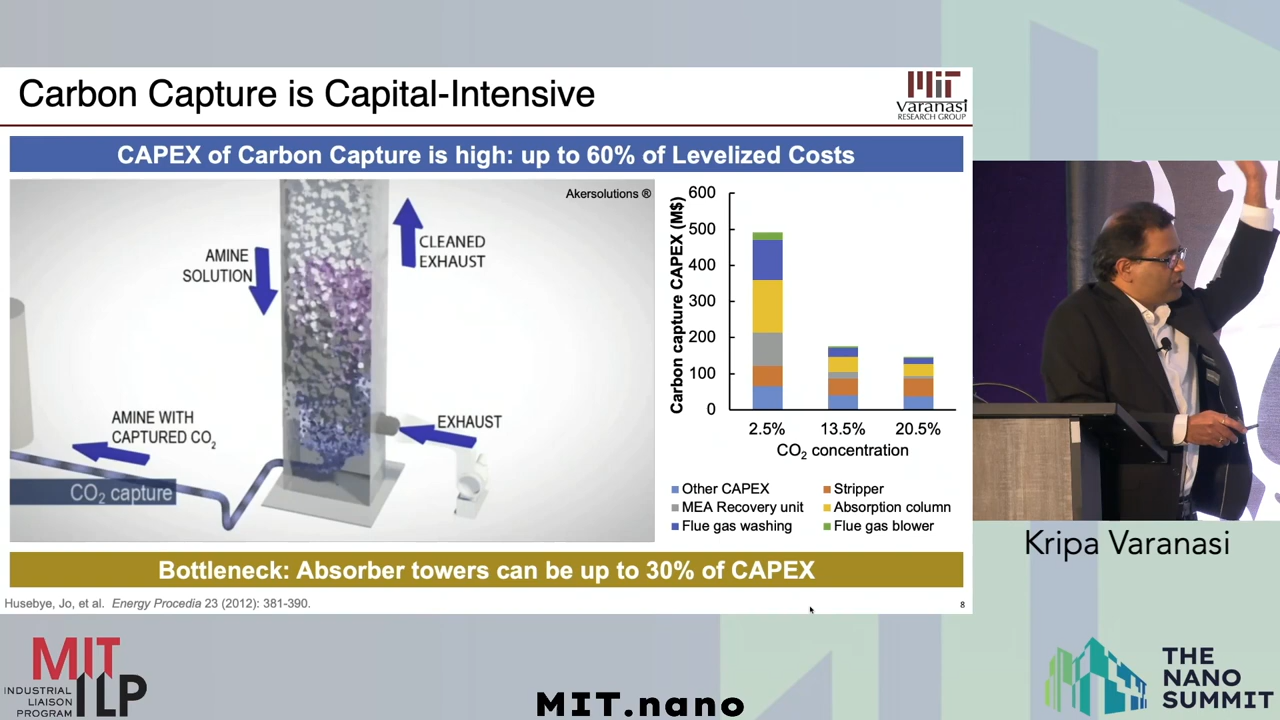 Carbon Capture is Capital-Intensive
MIT
varanasi
RESEARCH GROUP
CAPEX of Carbon Capture is high: up to 60% of Levelized Costs
Akersolutions ®
AMINE
SOLUTION
CLEANED
EXHAUST
AMINE WITH
CAPTURED CO₂
EXHAUST
CO₂ capture
Carbon capture CAPEX (M$)
600
500
400
300
200
100
0
2.5% 13.5% 20.5%
CO₂ concentration
Other CAPEX Stripper
MEA Recovery unit Absorption column
Flue gas washing Flue gas blower
Bottleneck: Absorber towers can be up to 30% of CAPEX
Husebye, Jo, et al. Energy Procedia 23 (2012): 381-390.
8
Kripa Varanasi
MIT
INDUSTRIAL
LIAISON
PROGRAM
ILP
MIT.nano
THE
NANO
SUMMIT